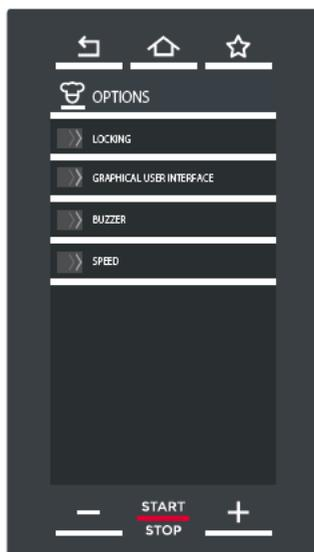 OPTIONS
LOCKING
GRAPHICAL USER INTERFACE
BUZZER
SPEED
START
STOP